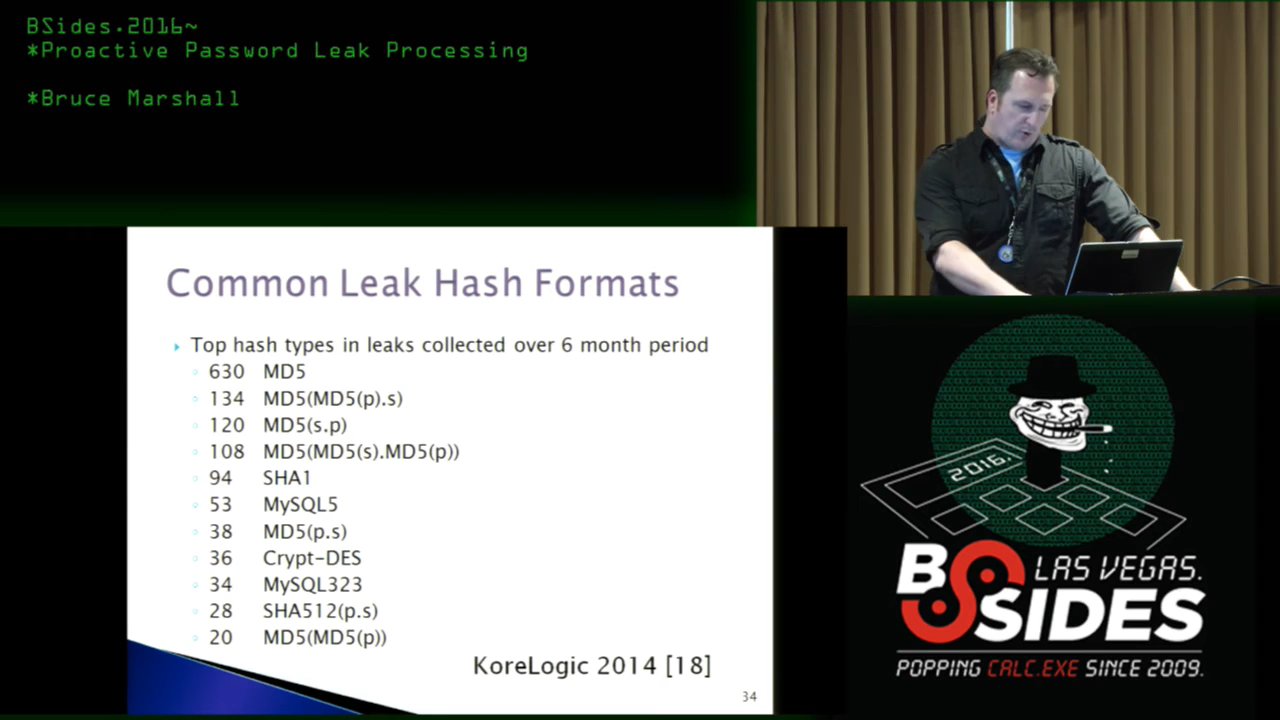 BSides.2016~
*Proactive Password Leak Processing
*Bruce Marshall
Common Leak Hash Formats
Top hash types in leaks collected over 6 month period
630 MD5
134 MD5(MD5(p).s)
120 MD5(s.p)
108 MD5(MD5(s).MD5(p))
94 SHA1
53 MySQL5
38 MD5(p.s)
36 Crypt-DES
34 MySQL323
28 SHA512(p.s)
20 MD5(MD5(p))
KoreLogic 2014 [18]
34
2016.
BSIDES LAS VEGAS.
POPPING CALC.EXE SINCE 2009.